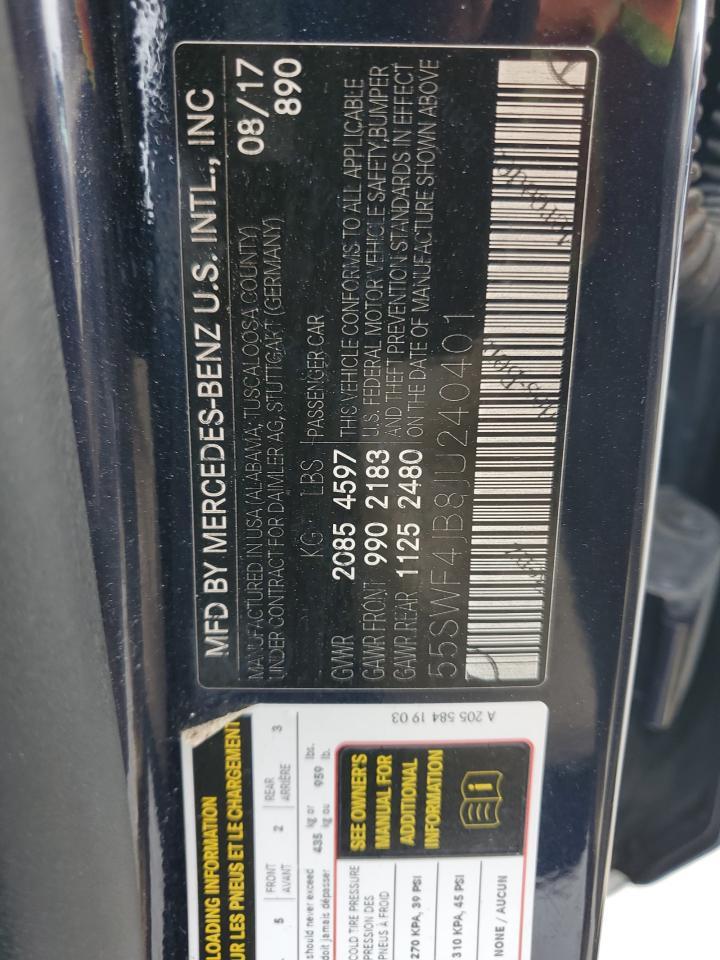 MFD BY MERCEDES-BENZ U.S. INTL., INC
MANUFACTURED IN USA (ALABAMA; TUSCALOOSA COUNTY)
UNDER CONTRACT FOR DAIMLER AG, STUTTGART (GERMANY)
08/17
890
KG LBS PASSENGER CAR
GVWR 2085 4597
GAWR FRONT 990 2183
GAWR REAR 1125 2480
THIS VEHICLE CONFORMS TO ALL APPLICABLE
U.S. FEDERAL MOTOR VEHICLE SAFETY,BUMPER
AND THEFT PREVENTION STANDARDS IN EFFECT
ON THE DATE OF MANUFACTURE SHOWN ABOVE
55SWF4JB8JU240401
LOADING INFORMATION
UR LES PNEUS ET LE CHARGEMENT
5 FRONT 2 REAR 3
AVANT ARRIÈRE
should never exceed 435 kg or 959 lbs.
doit jamais dépasser kg ou lb.
COLD TIRE PRESSURE
PRESSION DES
PNEUS À FROID
270 KPA, 39 PSI
310 KPA, 45 PSI
NONE / AUCUN
SEE OWNER'S
MANUAL FOR
ADDITIONAL
INFORMATION
A 205 584 19 03